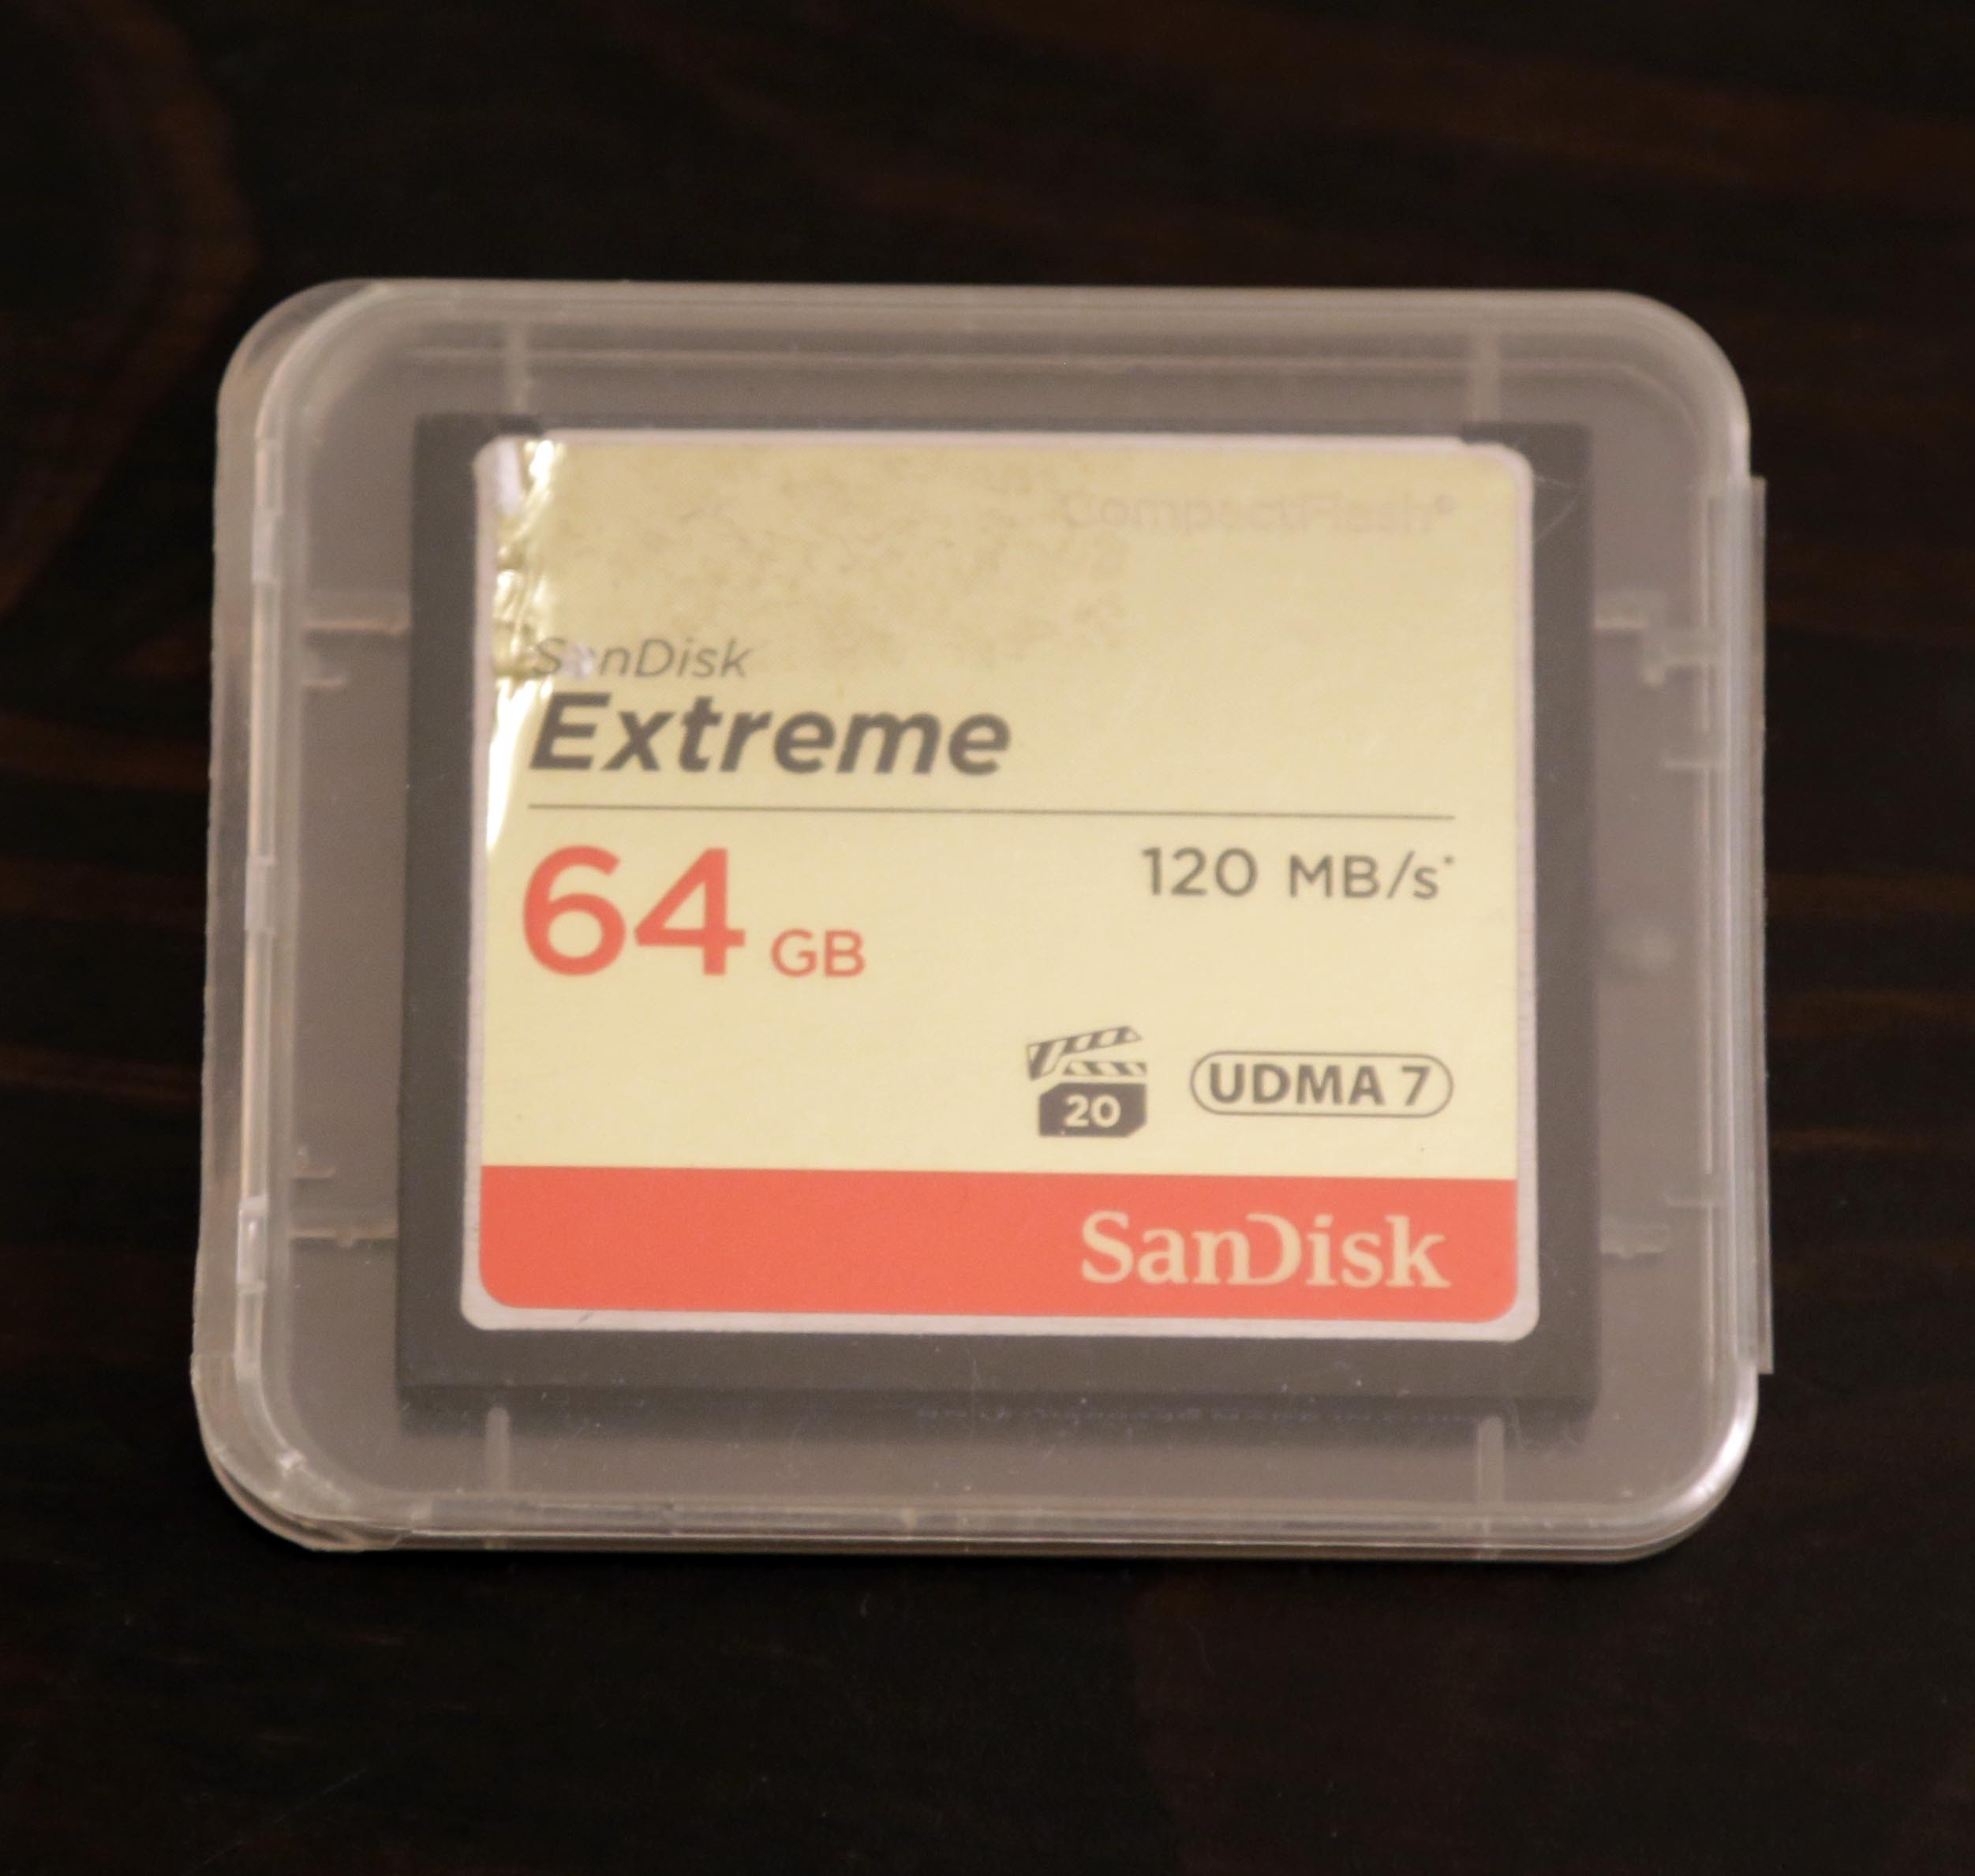 CompactFlash®
SanDisk
Extreme
64 GB
120 MB/s*
20
UDMA 7
SanDisk